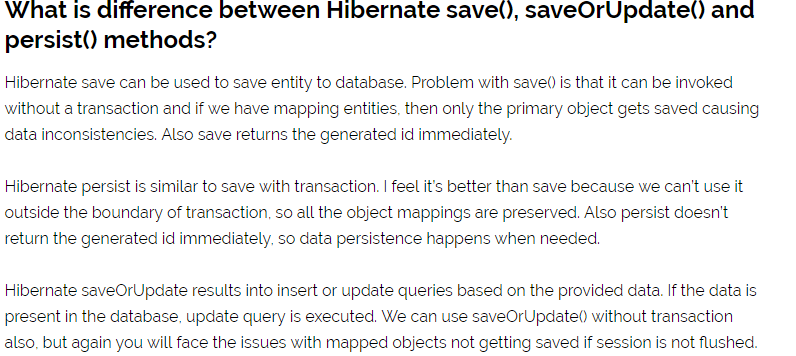 What is difference between Hibernate save(), saveOrUpdate() and
persist() methods?
Hibernate save can be used to save entity to database. Problem with save() is that it can be invoked
without a transaction and if we have mapping entities, then only the primary object gets saved causing
data inconsistencies. Also save returns the generated id immediately.
Hibernate persist is similar to save with transaction. I feel it's better than save because we can't use it
outside the boundary of transaction, so all the object mappings are preserved. Also persist doesn't
return the generated id immediately, so data persistence happens when needed.
Hibernate saveOrUpdate results into insert or update queries based on the provided data. If the data is
present in the database, update query is executed. We can use saveOrUpdate() without transaction
also, but again you will face the issues with mapped objects not getting saved if session is not flushed.